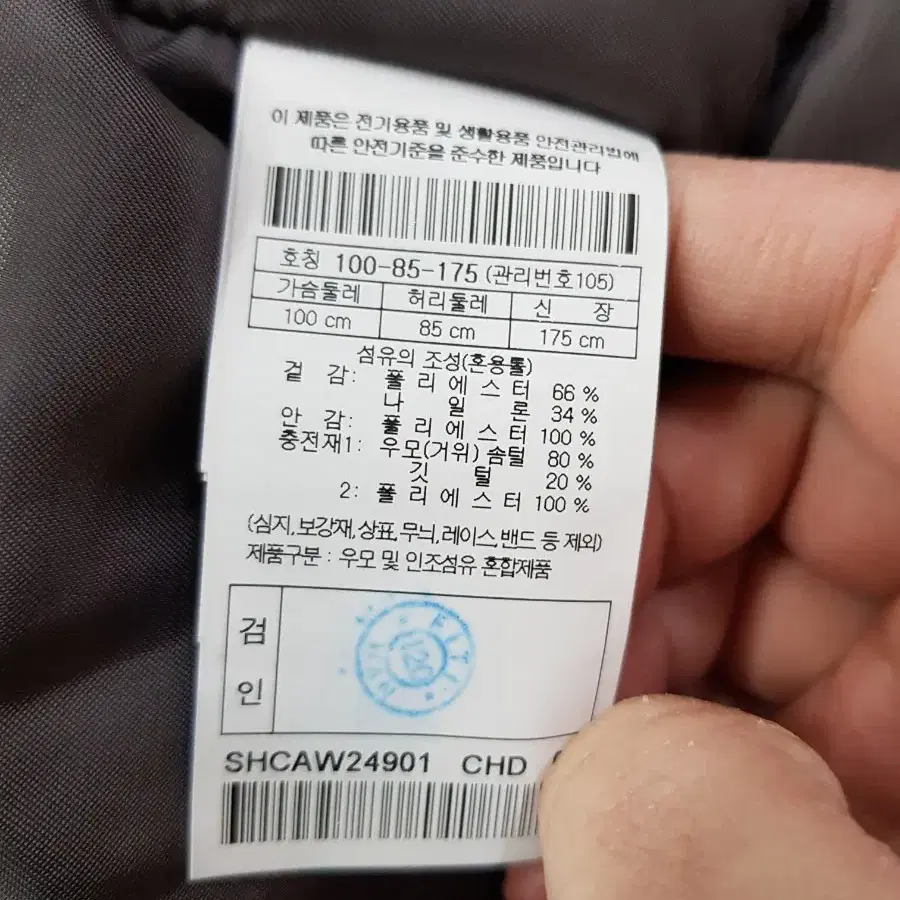 이 제품은 전기용품 및 생활용품 안전관리법에
따른 안전기준을 준수한 제품입니다
호칭 100-85-175 (관리번호105)
가슴둘레 허리둘레 신 장
100 cm 85 cm 175 cm
섬유의 조성(혼용률)
겉 감: 폴 리 에 스 터 66 %
나 일 론 34 %
안 감: 폴 리 에 스 터 100 %
충전재1: 우모(거위) 솜털 80 %
깃 털 20 %
2: 폴 리 에 스 터 100 %
(심지,보강재,상표,무늬,레이스,밴드 등 제외)
제품구분 : 우모 및 인조섬유 혼합제품
검
인
FITI
SHCAW24901 CHD